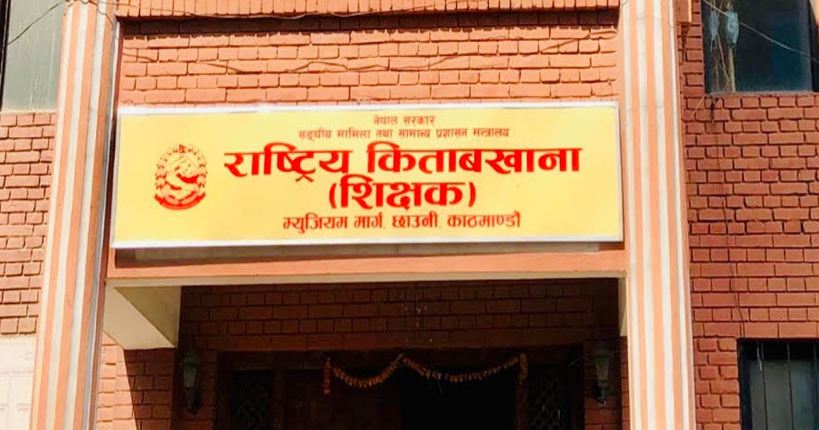 नेपाल सरकार
सङ्घीय मामिला तथा सामान्य प्रशासन मन्त्रालय
राष्ट्रिय किताबखाना
(शिक्षक)
म्युजियम मार्ग, छाउनी, काठमाण्डौ